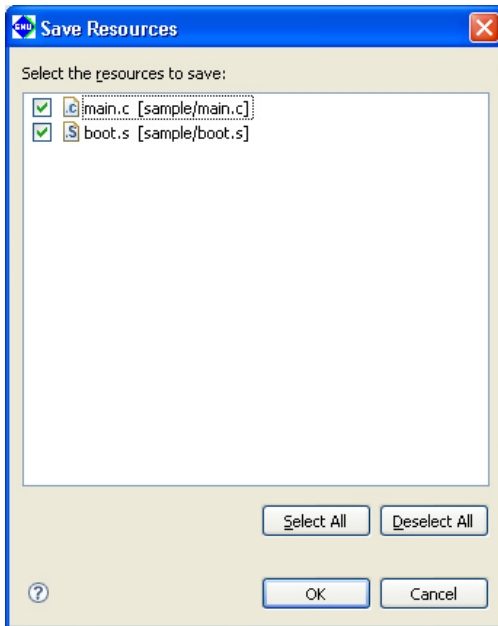 GNU Save Resources
Select the resources to save:
.c main.c [sample/main.c]
.S boot.s [sample/boot.s]
Select All Deselect All
? OK Cancel